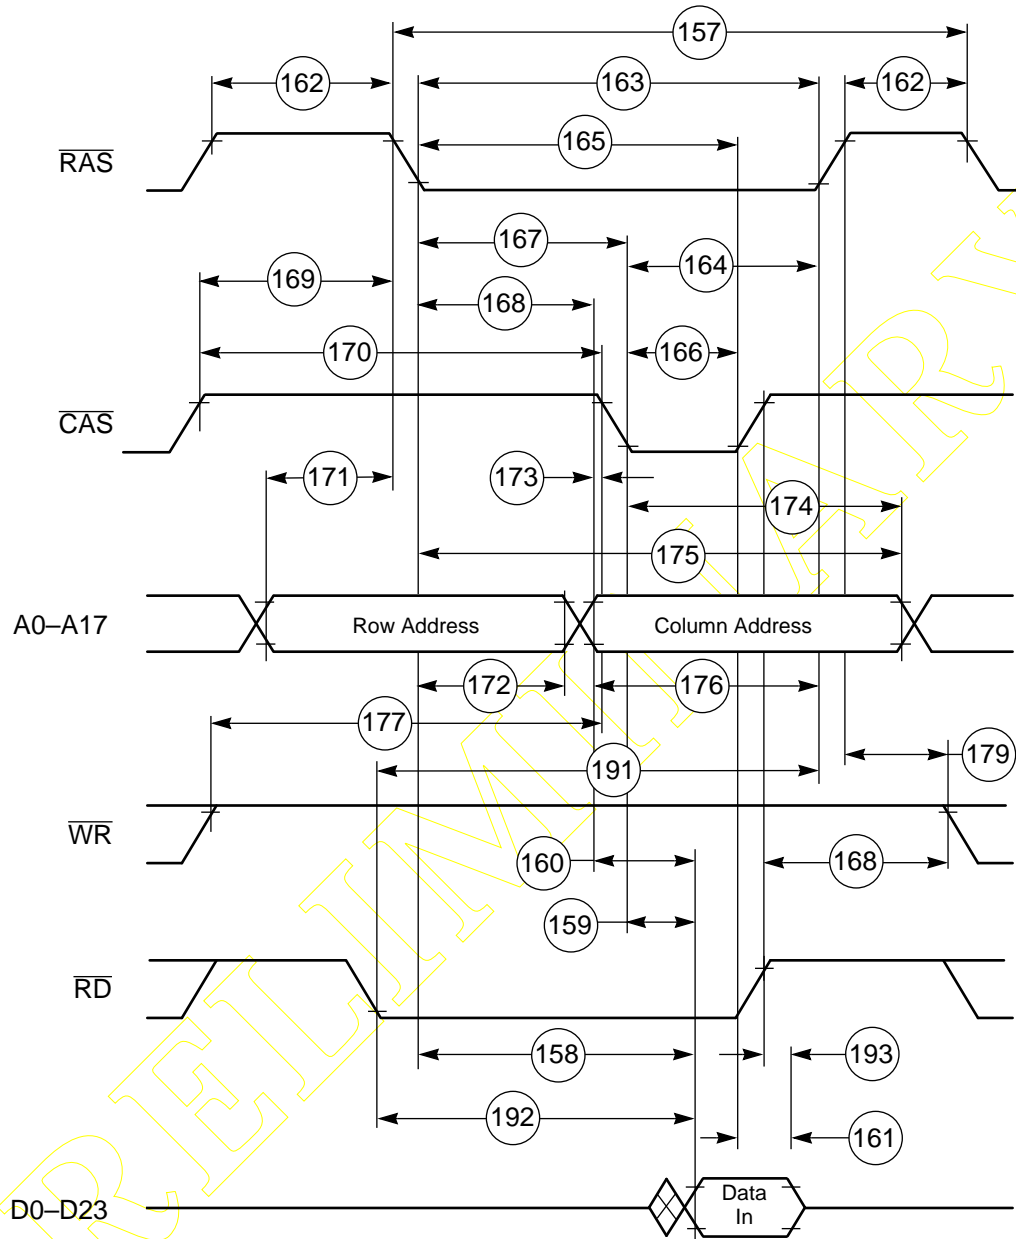 157
162
163
162
165
RAS
167
164
169
168
170
166
CAS
171
173
174
175
A0–A17
Row Address
Column Address
172
176
177
179
191
WR
160
168
159
RD
158
193
192
161
D0–D23
Data
In
PRELIMINARY